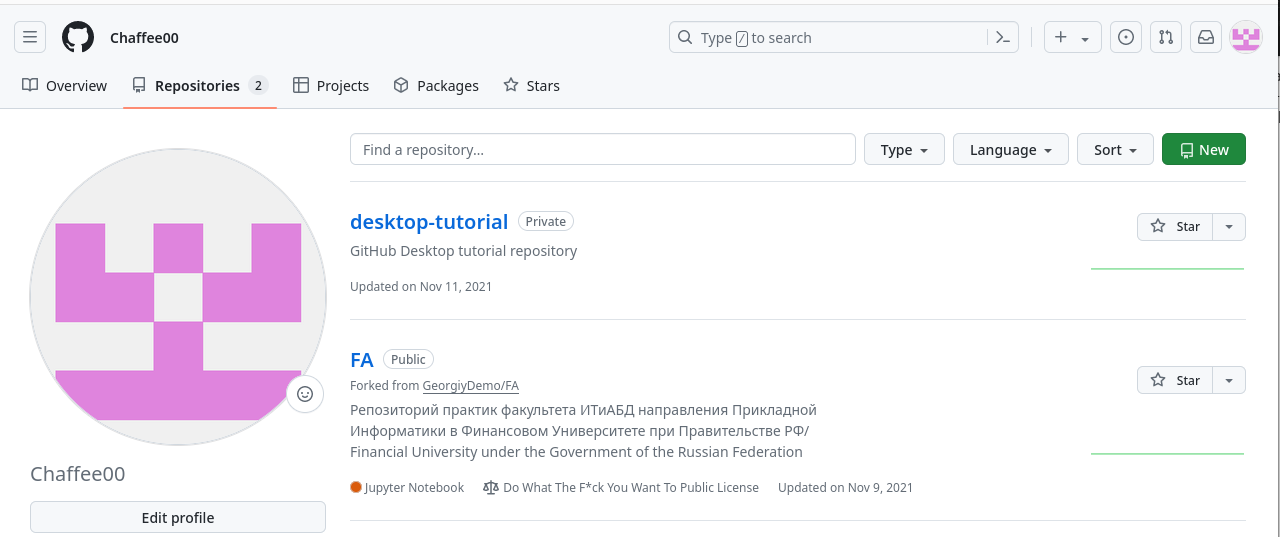 Chaffee00
Type / to search
Overview Repositories 2 Projects Packages Stars
Find a repository... Type Language Sort New
desktop-tutorial Private Star
GitHub Desktop tutorial repository
Updated on Nov 11, 2021
FA Public Star
Forked from GeorgiyDemo/FA
Репозиторий практик факультета ИТиАБД направления Прикладной
Информатики в Финансовом Университете при Правительстве РФ/
Financial University under the Government of the Russian Federation
Jupyter Notebook Do What The F*ck You Want To Public License Updated on Nov 9, 2021
Chaffee00
Edit profile